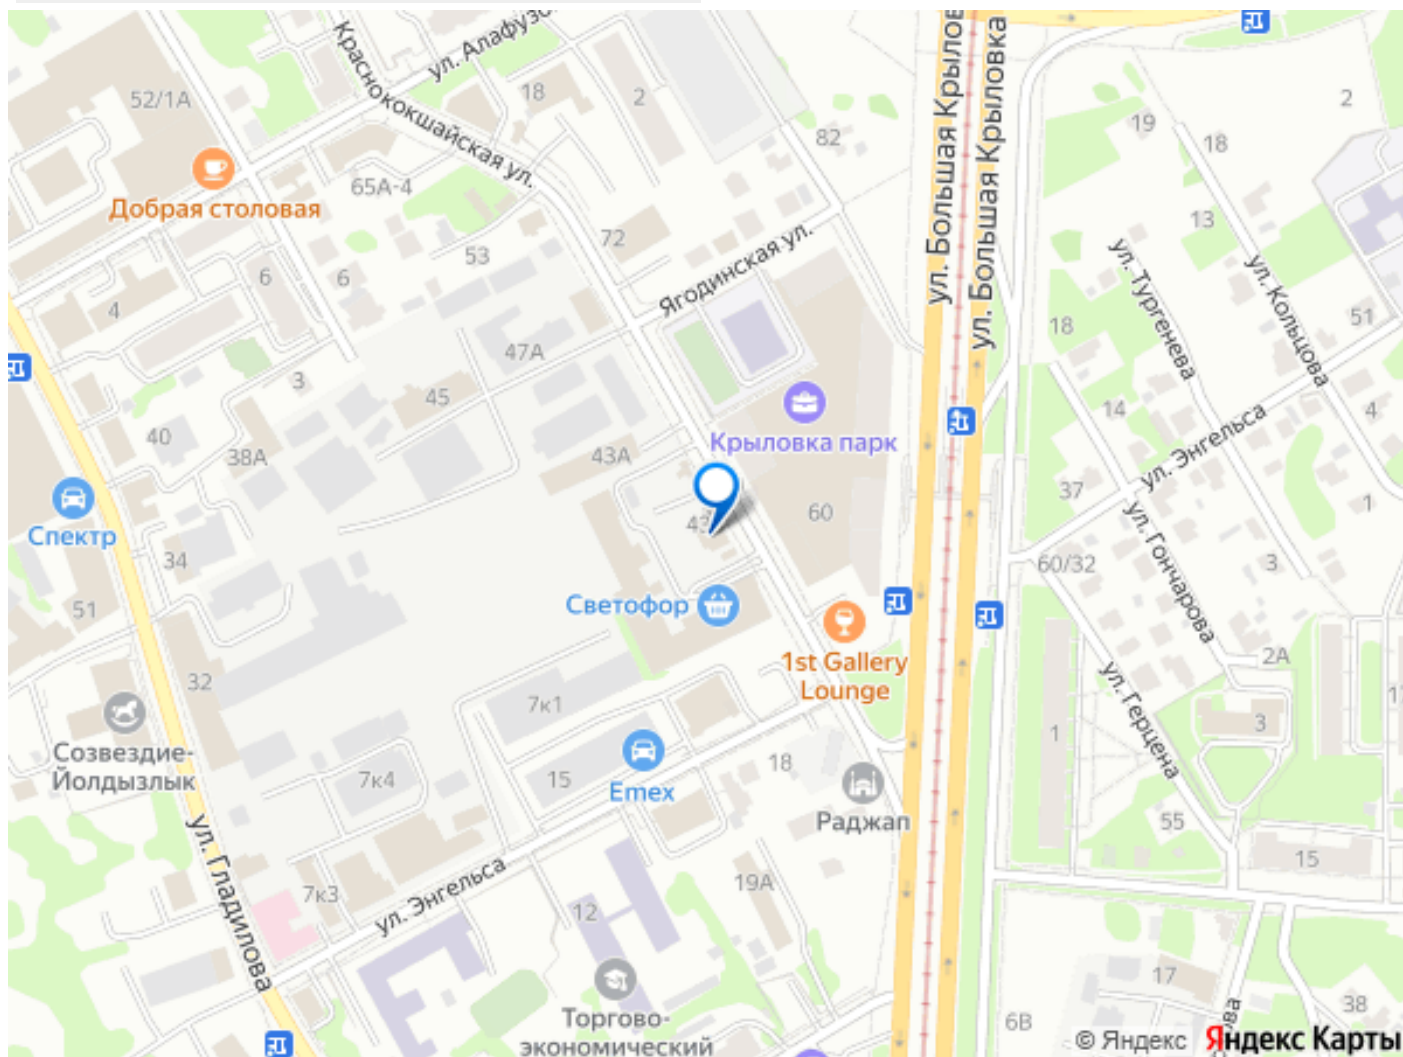 Краснококшайская ул.
ул. Алафузо
ул. Большая Крылов
ул. Большая Крыловка
52/1А
18
2
82
19
18
2
Добрая столовая
65А-4
53
72
13
Ягодинская ул.
ул. Тургенева
ул. Кольцова
4
6
6
18
51
3
47А
45
14
4
40
38А
43А
Крыловка парк
ул. Энгельса
37
1
Спектр
34
60
ул. Гончарова
60/32
3
51
Светофор
1st Gallery
Lounge
2А
32
7к1
ул. Герцена
1
3
Созвездие-
Йолдызлык
7к4
15
Emex
18
Раджап
55
15
ул. Гладилова
7к3
ул. Энгельса
19А
12
17
38
6В
Торгово-
экономический
© Яндекс
Яндекс Карты